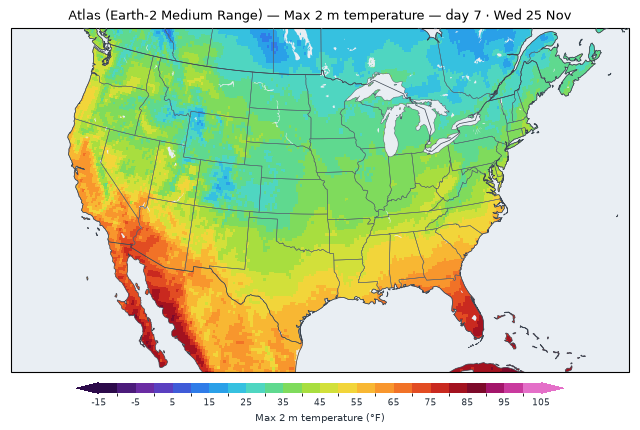 Atlas (Earth-2 Medium Range) — Max 2 m temperature — day 7 · Wed 25 Nov
-15 -5 5 15 25 35 45 55 65 75 85 95 105
Max 2 m temperature (°F)